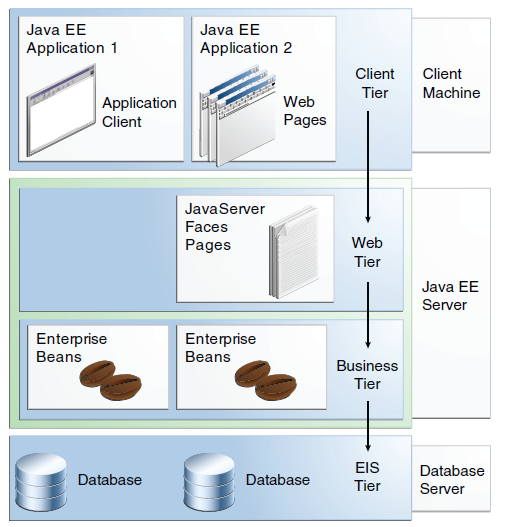 Java EE
Application 1
Application
Client
Java EE
Application 2
Web
Pages
Client
Tier
Client
Machine
JavaServer
Faces
Pages
Web
Tier
Java EE
Server
Enterprise
Beans
Enterprise
Beans
Business
Tier
Database
Database
EIS
Tier
Database
Server